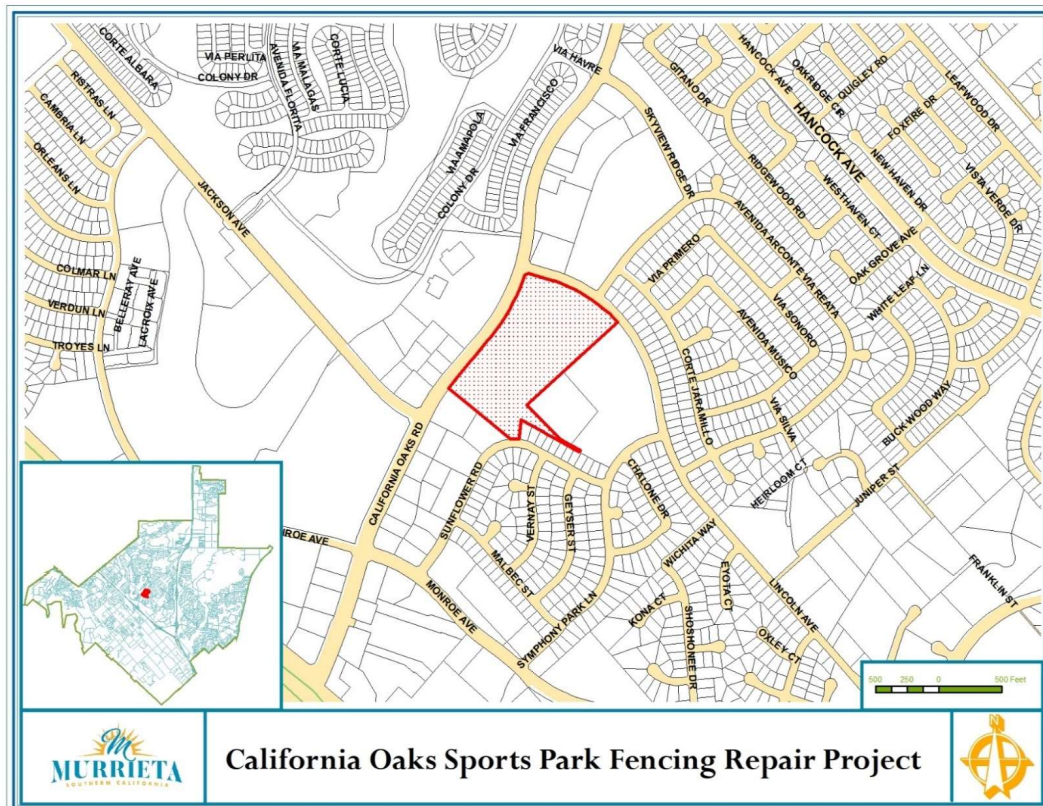 CORTE ALBARA
VIA PERLITA
COLONY DR
AVENIDA FLORITA
VIA MALAGAS
CORTE LUCIA
VIA HAVRE
GITANO DR
HANCOCK AVE
OAKRIDGE CR
QUIGLEY RD
LEAFWOOD DR
RISTRAS LN
CAMBRIA LN
ORLEANS LN
VIA AMAPOLA
VIA FRANCISCO
COLONY DR
SKYVIEW RIDGE DR
HANCOCK AVE
FOXFIRE DR
NEW HAVEN DR
VISTA VERDE DR
RIDGEWOOD RD
WESTHAVEN CT
JACKSON AVE
AVENIDA ARCONTE
VIA REATA
OAK GROVE AVE
WHITE LEAF LN
VIA PRIMERO
VIA SONORO
COLMAR LN
BELLERAY AVE
LACROIX AVE
VERDUN LN
TROYES LN
AVENIDA MUSICO
CORTE JARAMILLO
VIA SILVA
BUCKWOOD WAY
CALIFORNIA OAKS RD
SUNFLOWER RD
VERNAY ST
GEYSER ST
CHALONE DR
HEIRLOOM CT
JUNIPER ST
ROE AVE
MONROE AVE
MALBEC ST
SYMPHONY PARK LN
WICHITA WAY
KONA CT
SHOSHONEE DR
EYOTA CT
OXLEY CT
LINCOLN AVE
FRANKLIN ST
500 250 0 500 Feet
M
MURRIETA
SOUTHERN CALIFORNIA
California Oaks Sports Park Fencing Repair Project
N